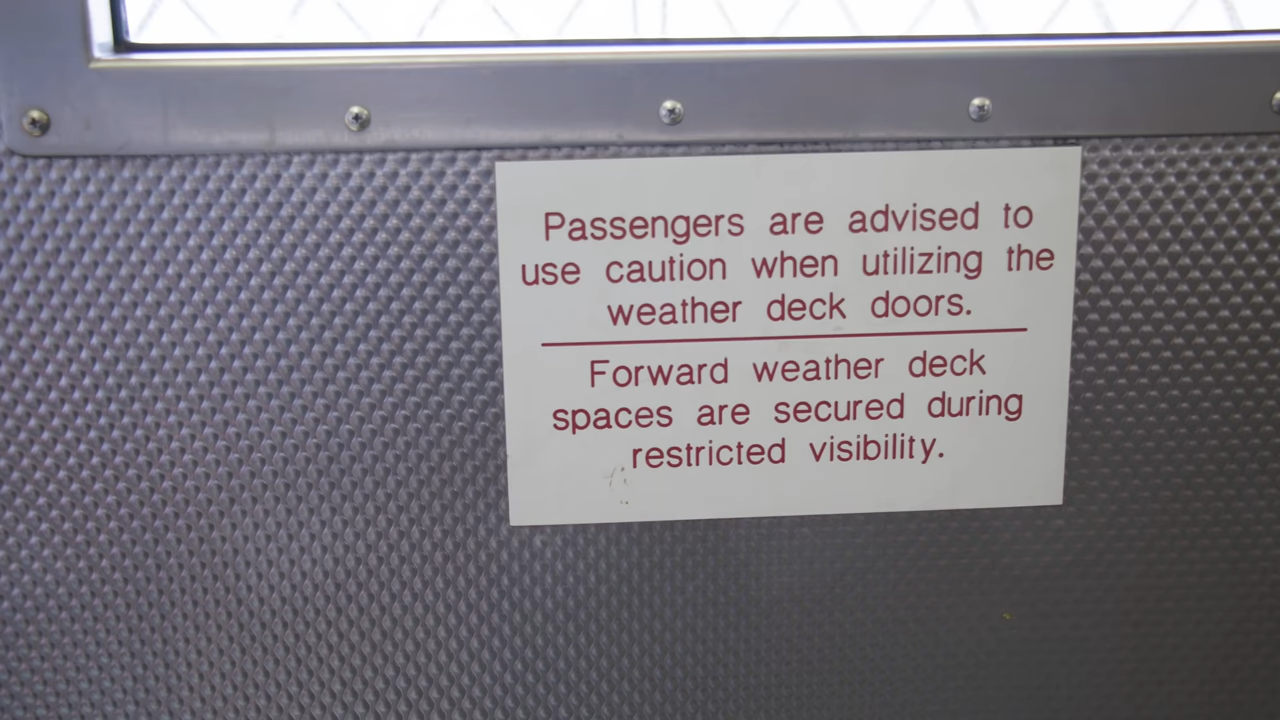 Passengers are advised to
use caution when utilizing the
weather deck doors.
Forward weather deck
spaces are secured during
restricted visibility.